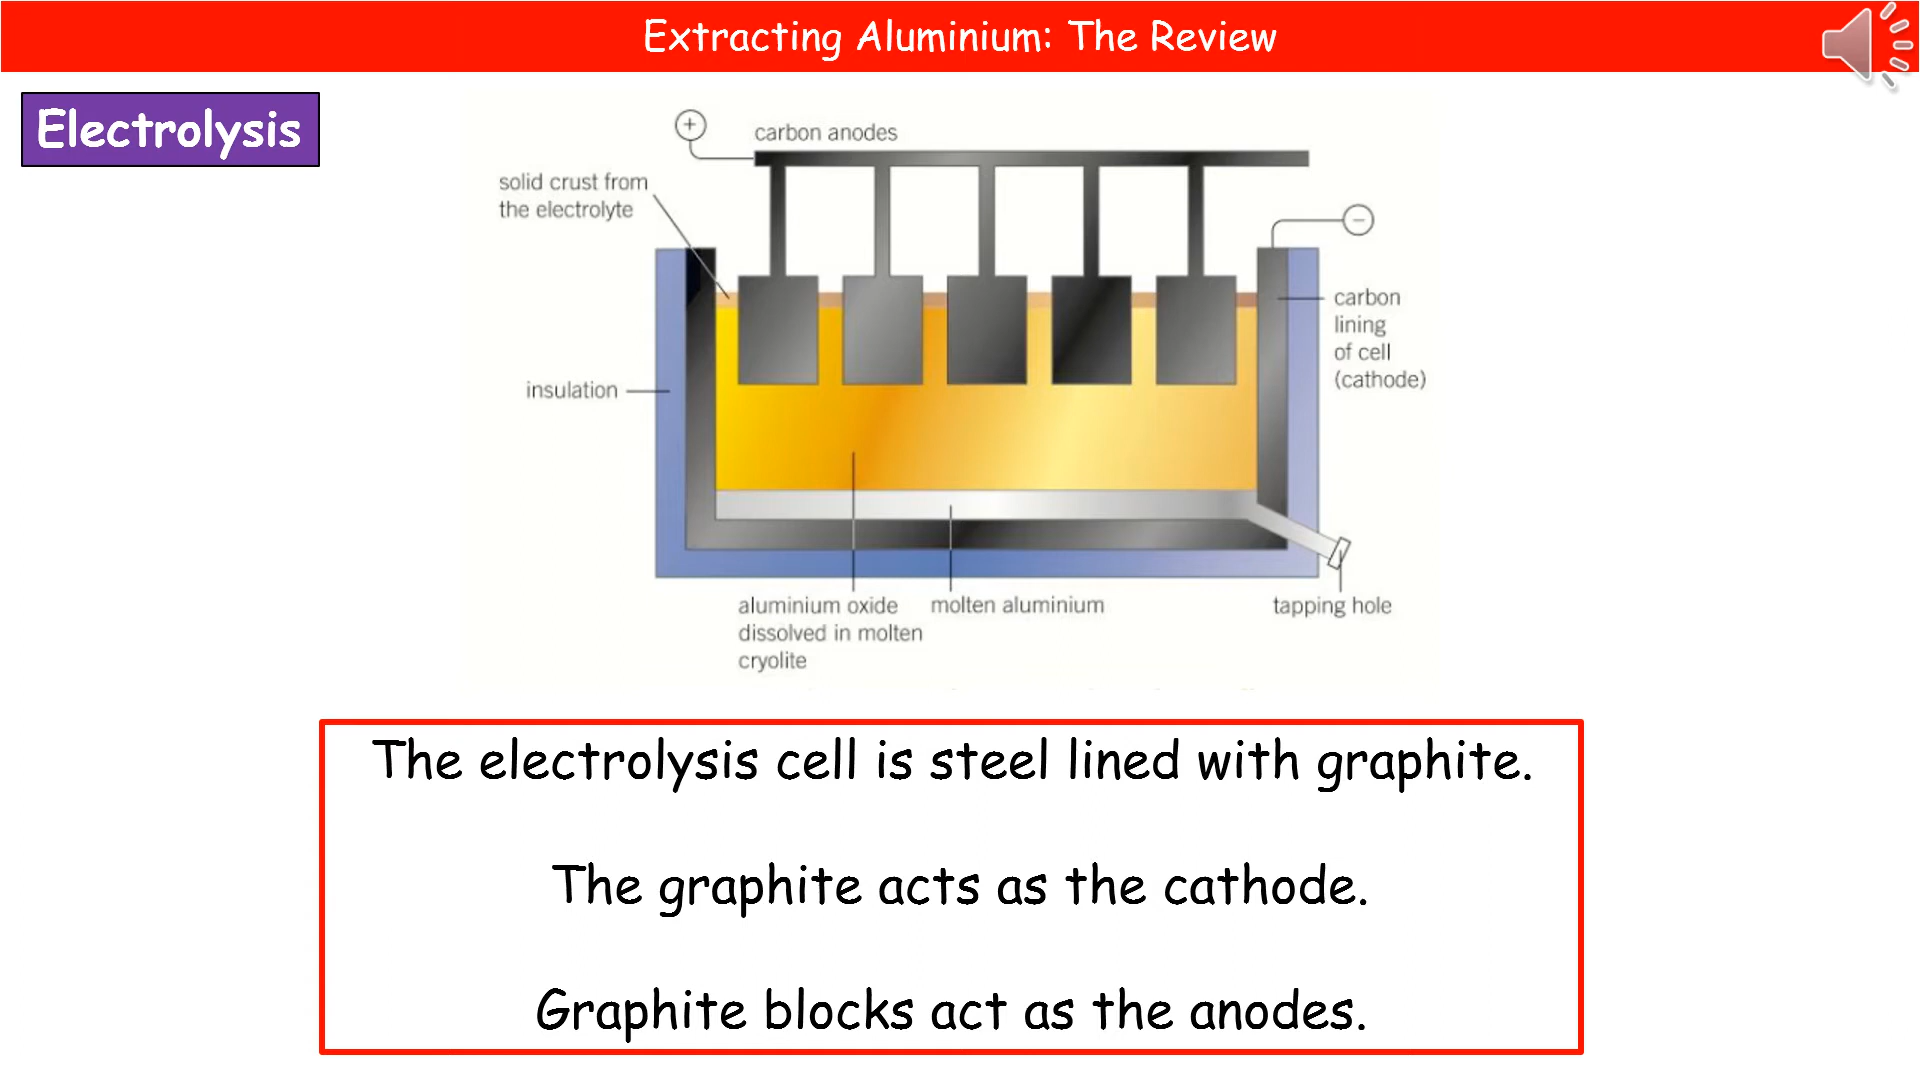 Extracting Aluminium: The Review
Electrolysis
+
carbon anodes
solid crust from
the electrolyte
−
carbon
lining
of cell
(cathode)
insulation
aluminium oxide
dissolved in molten
cryolite
molten aluminium
tapping hole
The electrolysis cell is steel lined with graphite.
The graphite acts as the cathode.
Graphite blocks act as the anodes.